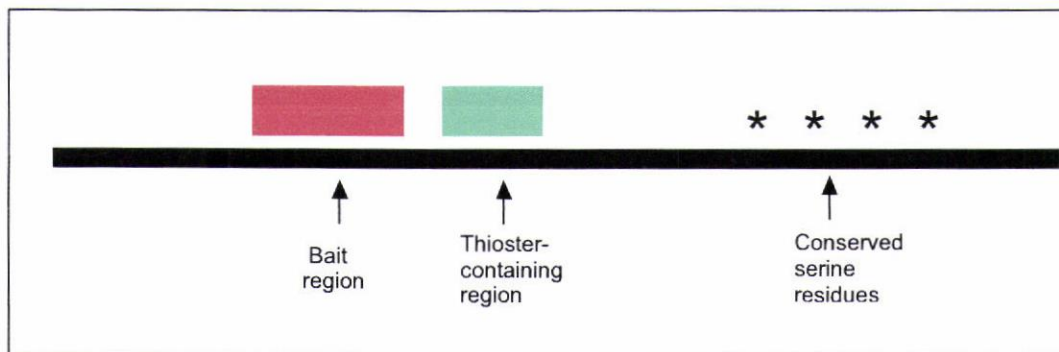 * * * *
Bait
region
Thioster-
containing
region
Conserved
serine
residues